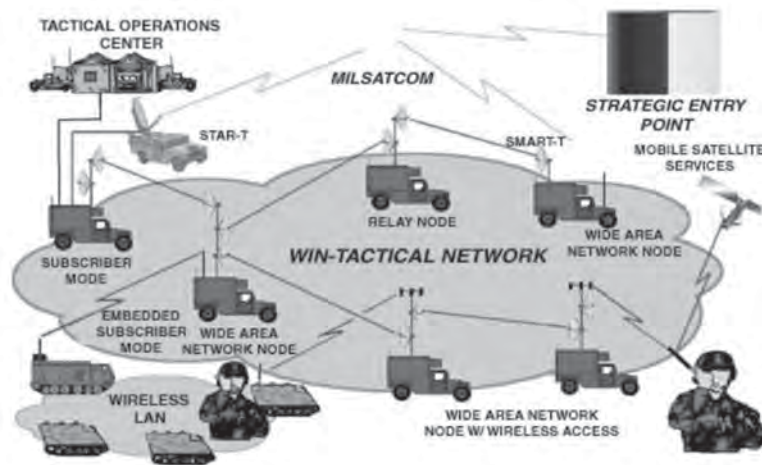 TACTICAL OPERATIONS
CENTER
MILSATCOM
STRATEGIC ENTRY
POINT
STAR-T
SMART-T
MOBILE SATELLITE
SERVICES
RELAY NODE
WIDE AREA
NETWORK NODE
SUBSCRIBER
MODE
WIN-TACTICAL NETWORK
EMBEDDED
SUBSCRIBER
MODE
WIDE AREA
NETWORK NODE
WIRELESS
LAN
WIDE AREA NETWORK
NODE W/ WIRELESS ACCESS